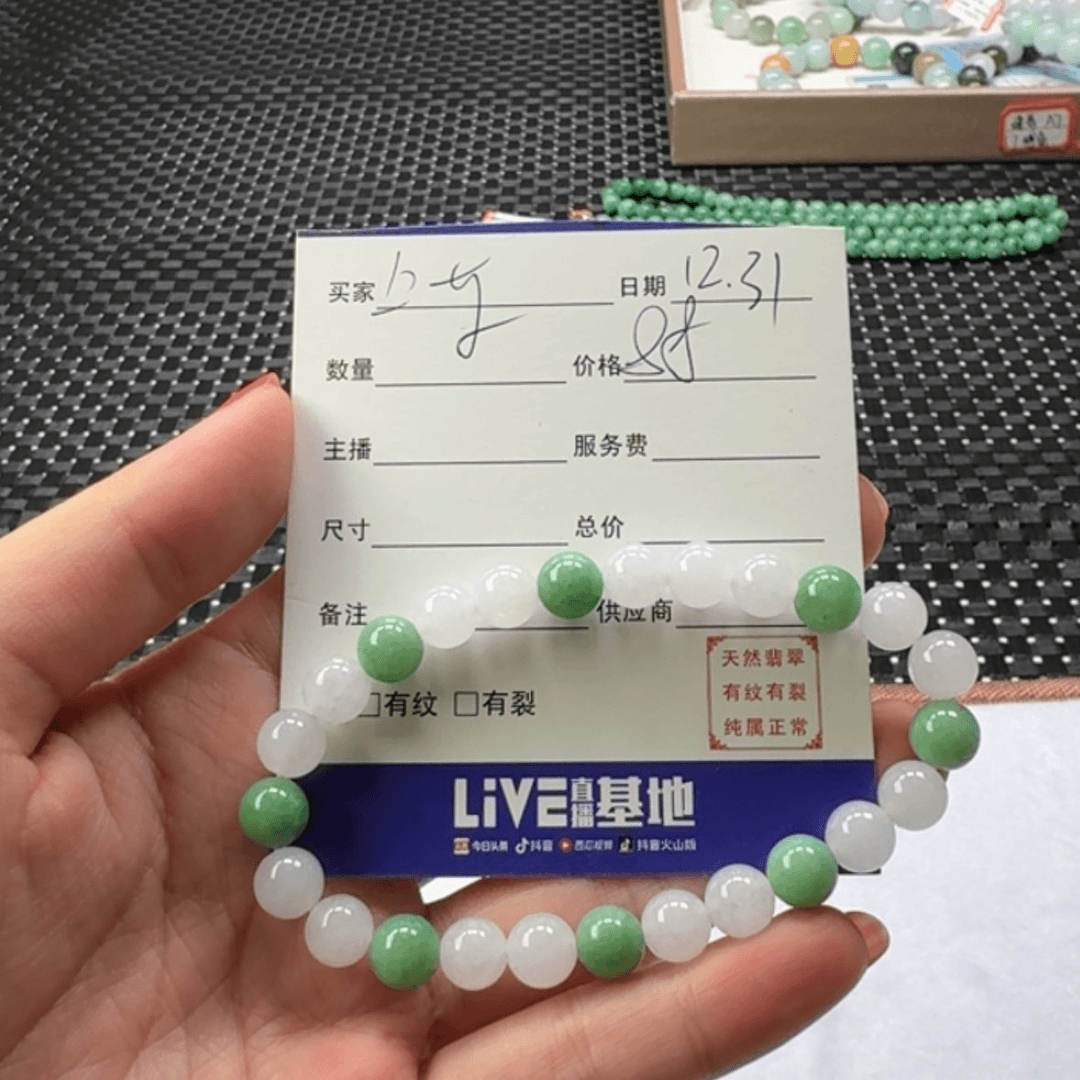 买家 日期 12.31
数量 价格
主播 服务费
尺寸 总价
备注 供应商
□有纹 □有裂
天然翡翠
有纹有裂
纯属正常
LiVE直播基地
今日头条 抖音 西瓜视频 抖音火山版